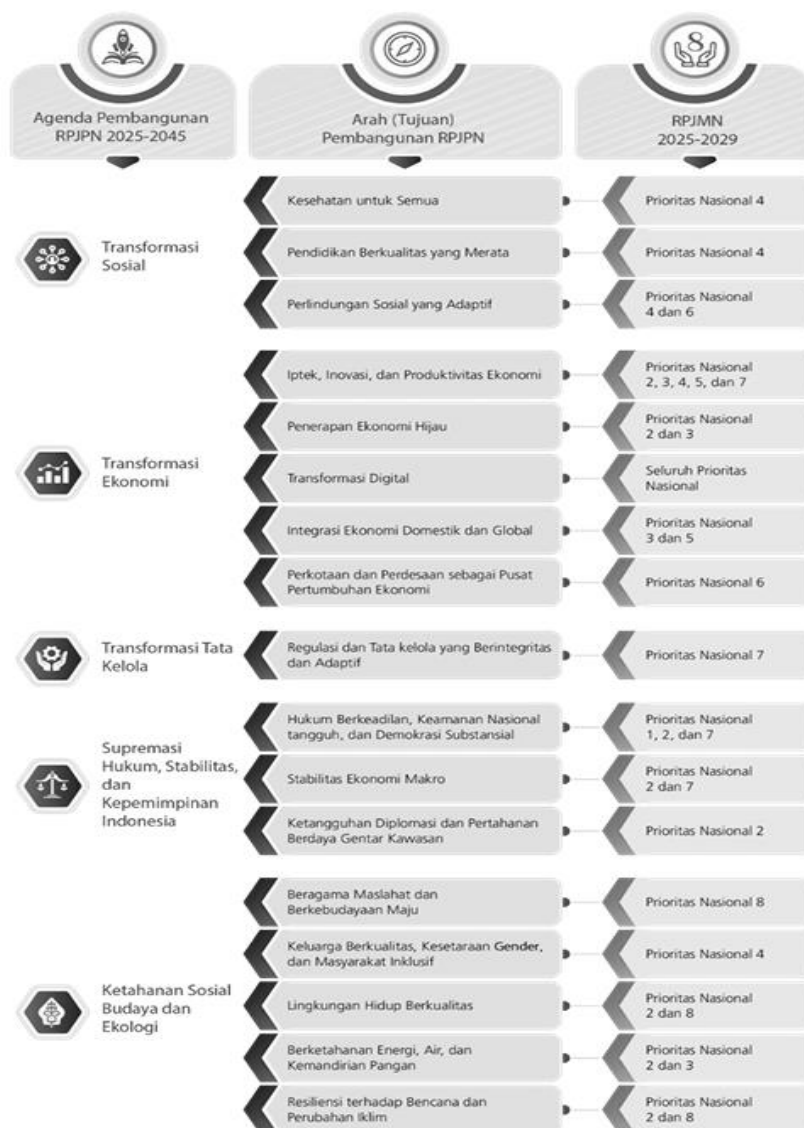 8
Agenda Pembangunan
RPJPN 2025-2045
Arah (Tujuan)
Pembangunan RPJPN
RPJMN
2025-2029
Transformasi
Sosial
Kesehatan untuk Semua
Prioritas Nasional 4
Pendidikan Berkualitas yang Merata
Prioritas Nasional 4
Perlindungan Sosial yang Adaptif
Prioritas Nasional
4 dan 6
Transformasi
Ekonomi
Iptek, Inovasi, dan Produktivitas Ekonomi
Prioritas Nasional
2, 3, 4, 5, dan 7
Penerapan Ekonomi Hijau
Prioritas Nasional
2 dan 3
Transformasi Digital
Seluruh Prioritas
Nasional
Integrasi Ekonomi Domestik dan Global
Prioritas Nasional
3 dan 5
Perkotaan dan Perdesaan sebagai Pusat
Pertumbuhan Ekonomi
Prioritas Nasional 6
Transformasi Tata
Kelola
Regulasi dan Tata kelola yang Berintegritas
dan Adaptif
Prioritas Nasional 7
Supremasi
Hukum, Stabilitas,
dan
Kepemimpinan
Indonesia
Hukum Berkeadilan, Keamanan Nasional
tangguh, dan Demokrasi Substansial
Prioritas Nasional
1, 2, dan 7
Stabilitas Ekonomi Makro
Prioritas Nasional
2 dan 7
Ketangguhan Diplomasi dan Pertahanan
Berdaya Gentar Kawasan
Prioritas Nasional 2
Ketahanan Sosial
Budaya dan
Ekologi
Beragama Maslahat dan
Berkebudayaan Maju
Prioritas Nasional 8
Keluarga Berkualitas, Kesetaraan Gender,
dan Masyarakat Inklusif
Prioritas Nasional 4
Lingkungan Hidup Berkualitas
Prioritas Nasional
2 dan 8
Berketahanan Energi, Air, dan
Kemandirian Pangan
Prioritas Nasional
2 dan 3
Resiliensi terhadap Bencana dan
Perubahan Iklim
Prioritas Nasional
2 dan 8